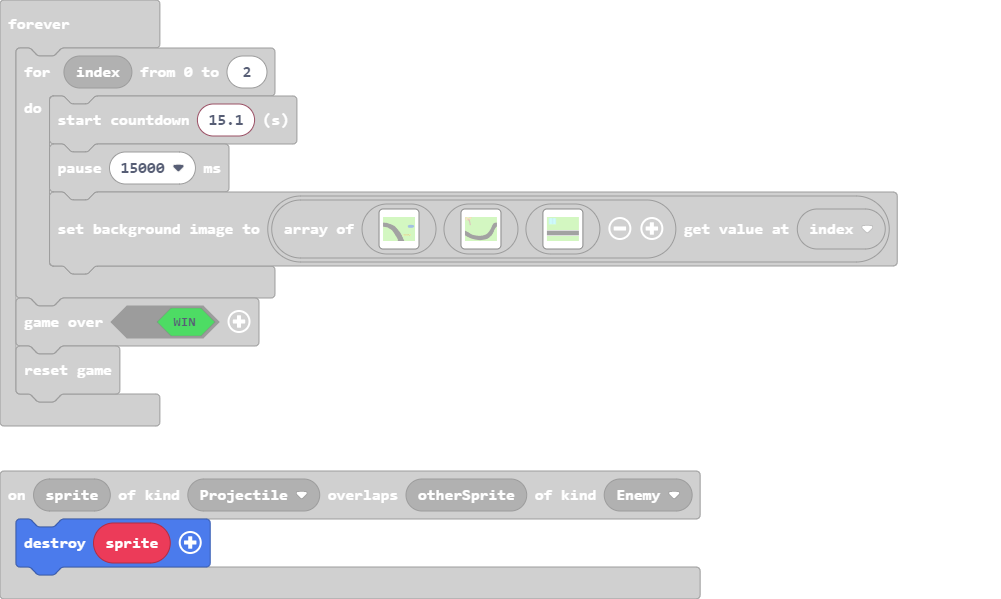 forever
for index from 0 to 2
do
start countdown 15.1 (s)
pause 15000 ms
set background image to array of get value at index
game over WIN
reset game
on sprite of kind Projectile overlaps otherSprite of kind Enemy
destroy sprite